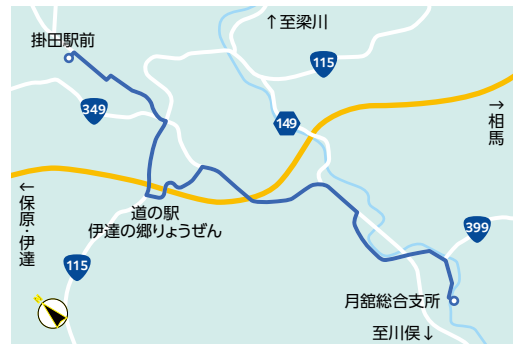 ↑至梁川
掛田駅前
115
349
149
→相馬
←保原・伊達
道の駅
伊達の郷りょうぜん
399
115
月舘総合支所
至川俣↓